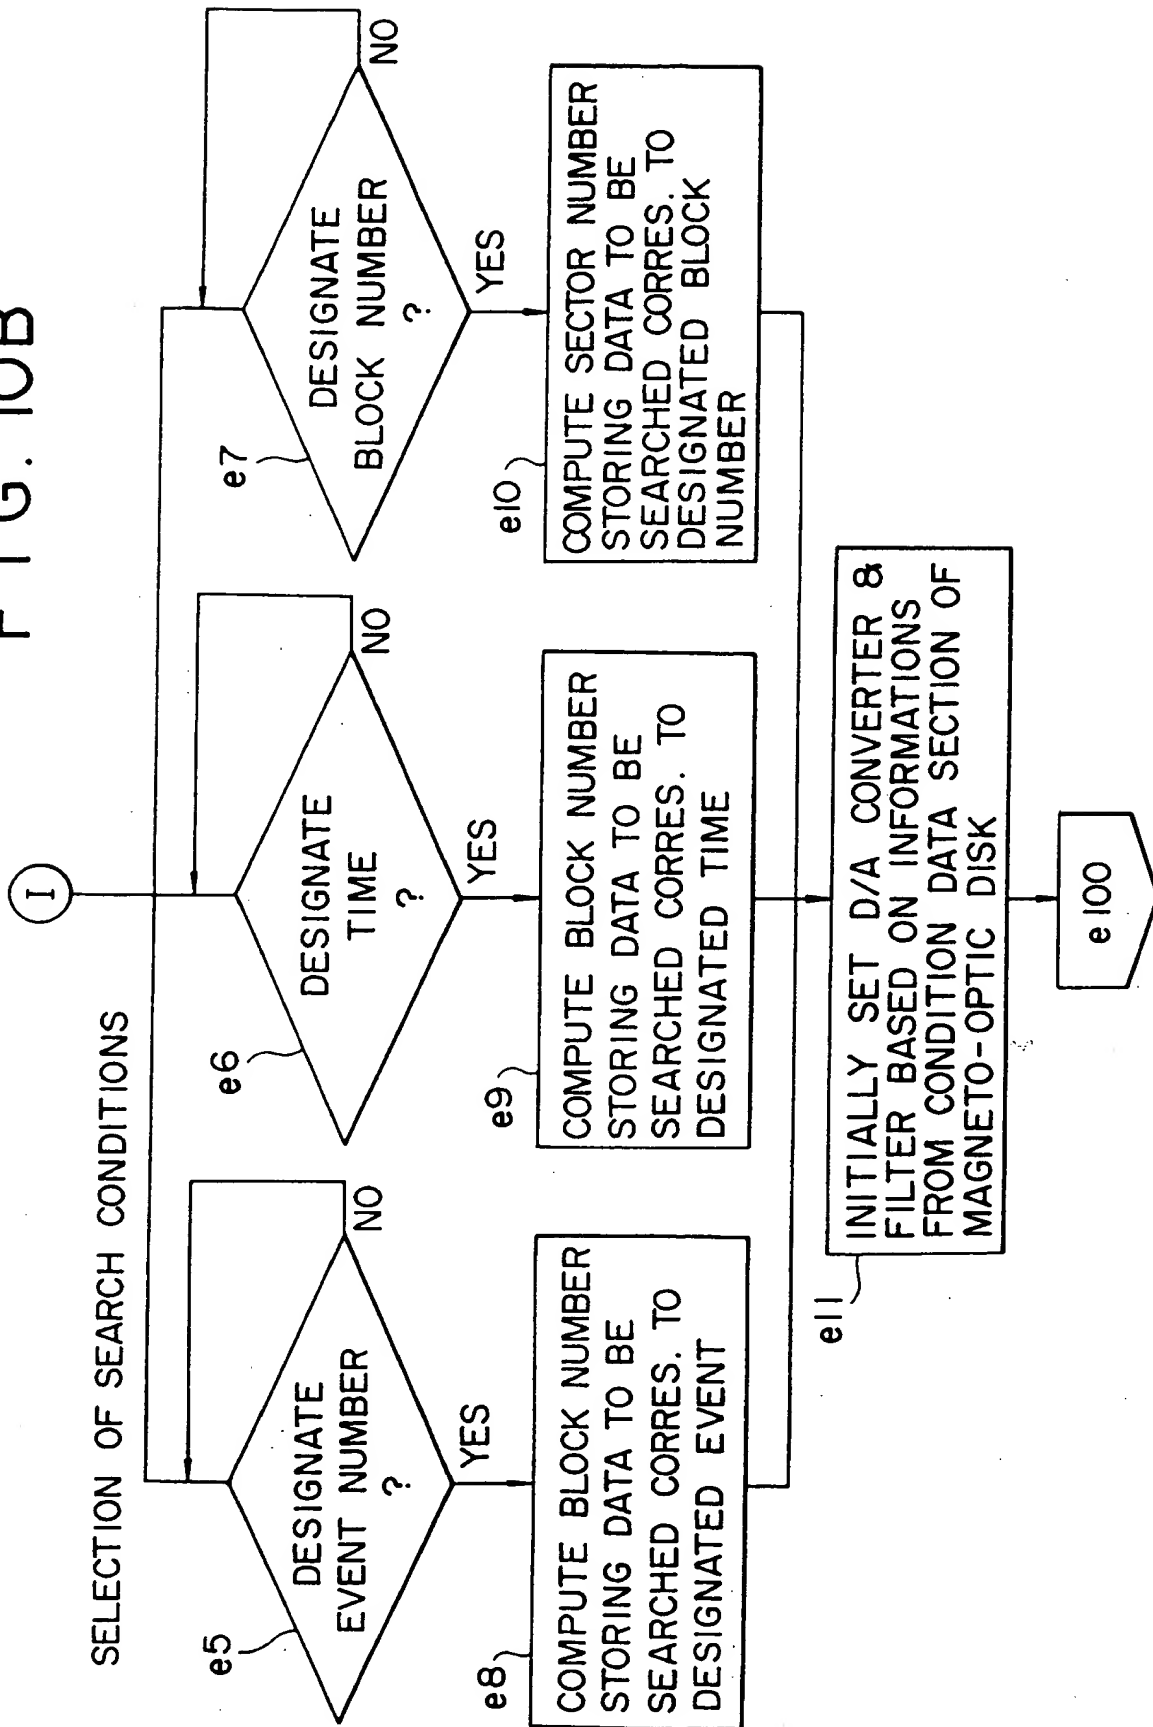 FIG. 10B
I
SELECTION OF SEARCH CONDITIONS
e5
DESIGNATE
EVENT NUMBER
?
NO
YES
e6
DESIGNATE
TIME
?
NO
YES
e7
DESIGNATE
BLOCK NUMBER
?
NO
YES
e8
COMPUTE BLOCK NUMBER
STORING DATA TO BE
SEARCHED CORRES. TO
DESIGNATED EVENT
e9
COMPUTE BLOCK NUMBER
STORING DATA TO BE
SEARCHED CORRES. TO
DESIGNATED TIME
e10
COMPUTE SECTOR NUMBER
STORING DATA TO BE
SEARCHED CORRES. TO
DESIGNATED BLOCK
NUMBER
e11
INITIALLY SET D/A CONVERTER &
FILTER BASED ON INFORMATIONS
FROM CONDITION DATA SECTION OF
MAGNETO-OPTIC DISK
e100